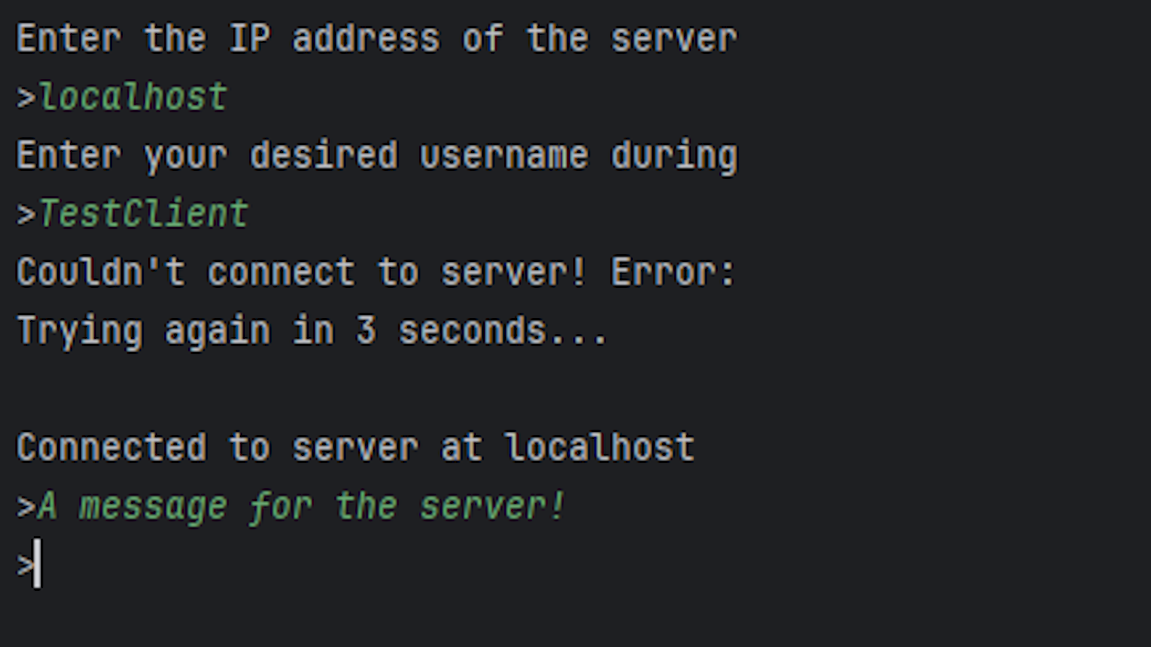 Enter the IP address of the server
>localhost
Enter your desired username during
>TestClient
Couldn't connect to server! Error:
Trying again in 3 seconds...
Connected to server at localhost
>A message for the server!
>